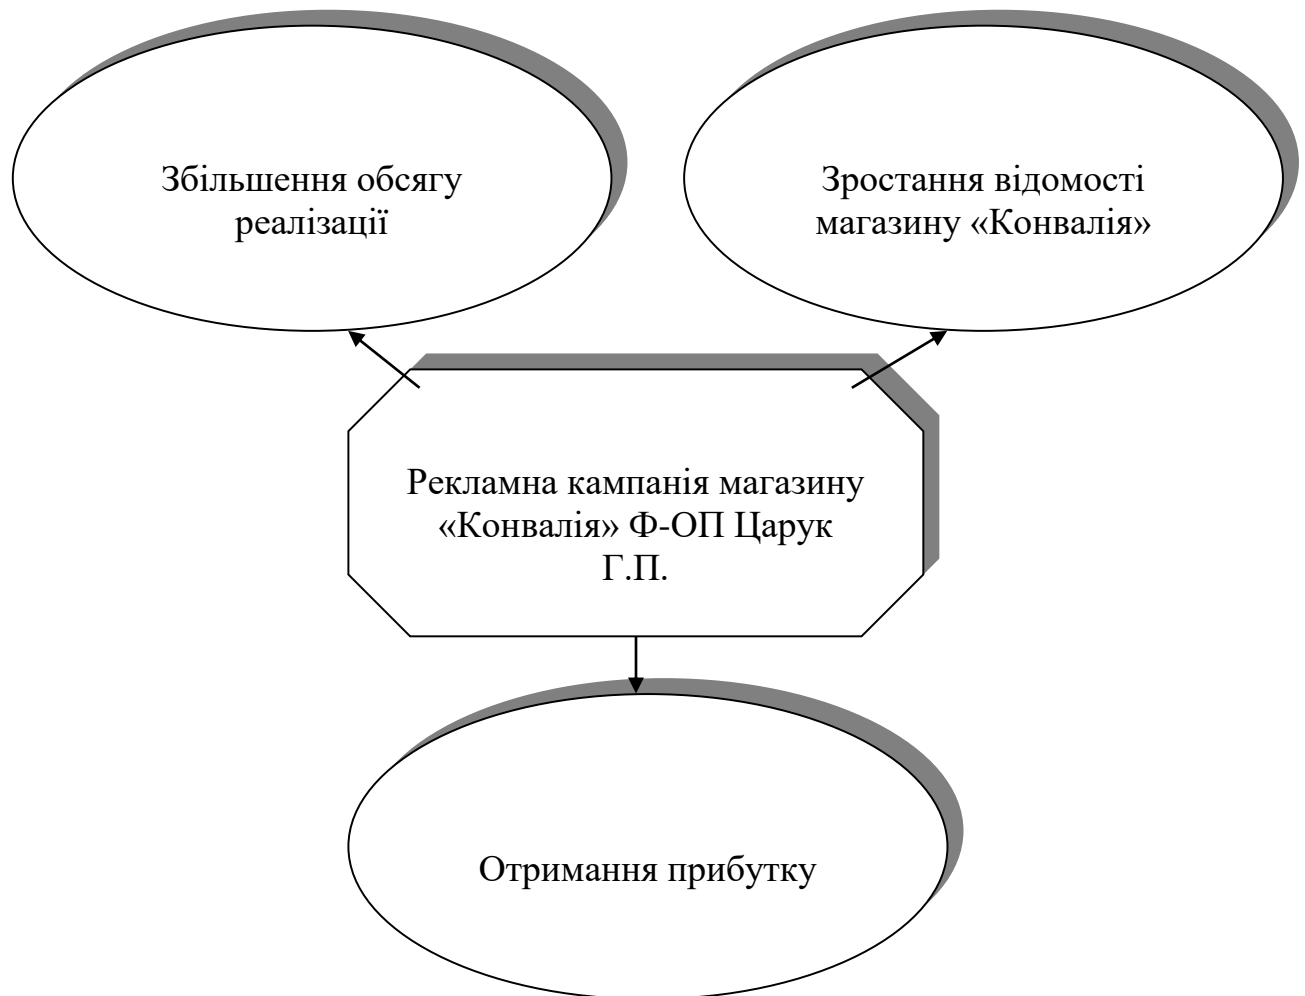 Збільшення обсягу
реалізації
Зростання відомості
магазину «Конвалія»
Рекламна кампанія магазину
«Конвалія» Ф-ОП Царук
Г.П.
Отримання прибутку